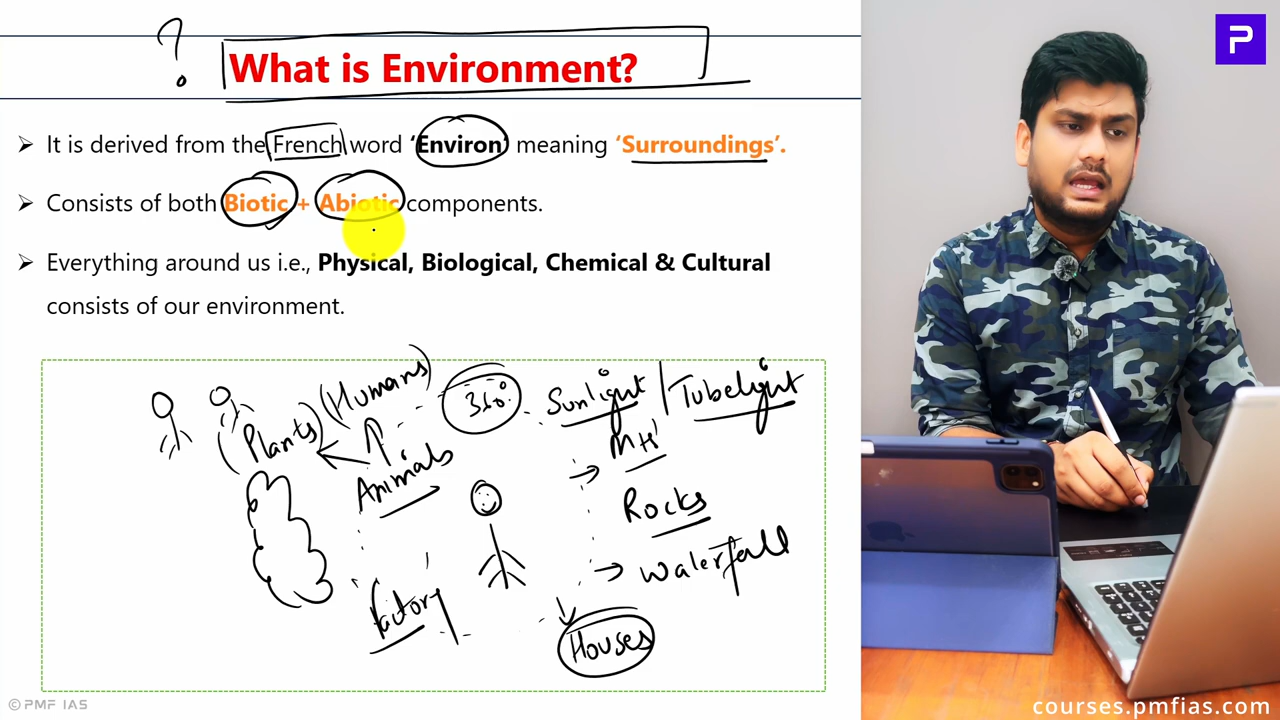 ?
What is Environment?
P
➢ It is derived from the French word ‘Environ’ meaning ‘Surroundings’.
➢ Consists of both Biotic + Abiotic components.
➢ Everything around us i.e., Physical, Biological, Chemical & Cultural
consists of our environment.
(Plants) (Humans)
Animals
360°
Sunlight / Tubelight
Rocks
Waterfall
Factory
Houses
© PMF IAS
courses.pmfias.com